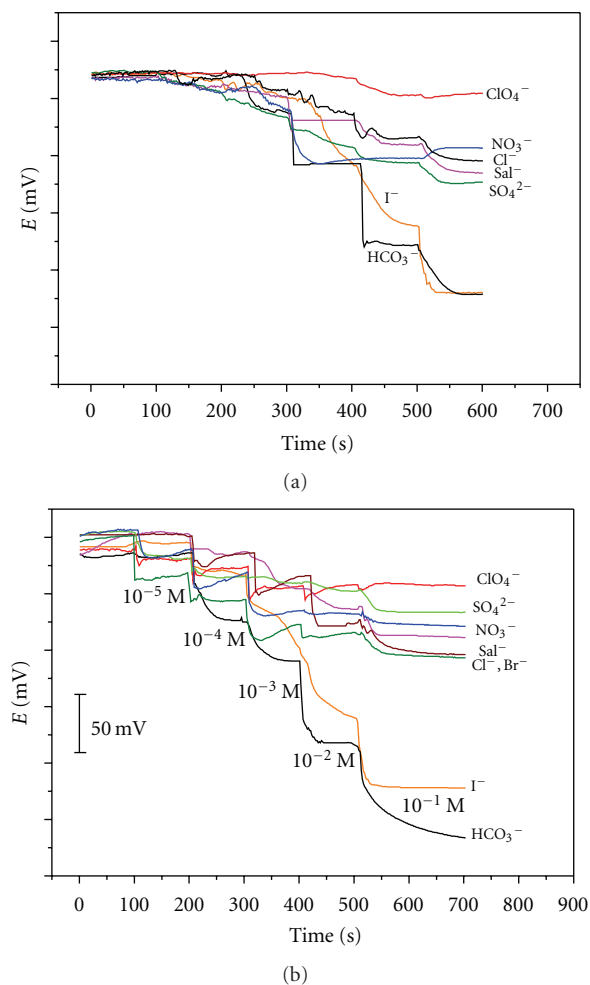 E (mV)
ClO₄⁻
NO₃⁻
Cl⁻
Sal⁻
SO₄²⁻
I⁻
HCO₃⁻
0 100 200 300 400 500 600 700
Time (s)
(a)
E (mV)
50 mV
10⁻⁵ M
10⁻⁴ M
10⁻³ M
10⁻² M
10⁻¹ M
ClO₄⁻
SO₄²⁻
NO₃⁻
Sal⁻
Cl⁻, Br⁻
I⁻
HCO₃⁻
0 100 200 300 400 500 600 700 800 900
Time (s)
(b)